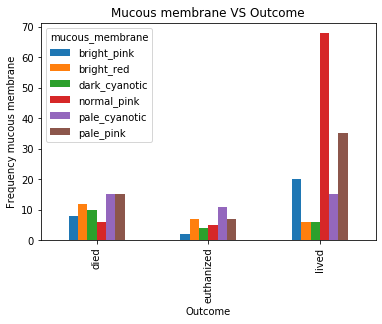 Mucous membrane VS Outcome
mucous_membrane
bright_pink
bright_red
dark_cyanotic
normal_pink
pale_cyanotic
pale_pink
Frequency mucous membrane
70
60
50
40
30
20
10
0
died
euthanized
lived
Outcome